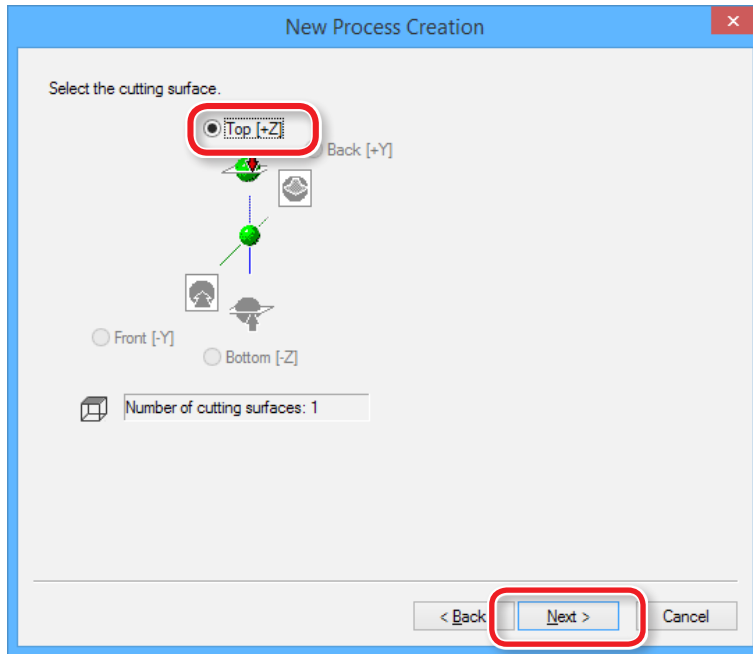 New Process Creation
Select the cutting surface.
Top [+Z]
Back [+Y]
Front [-Y]
Bottom [-Z]
Number of cutting surfaces: 1
< Back
Next >
Cancel